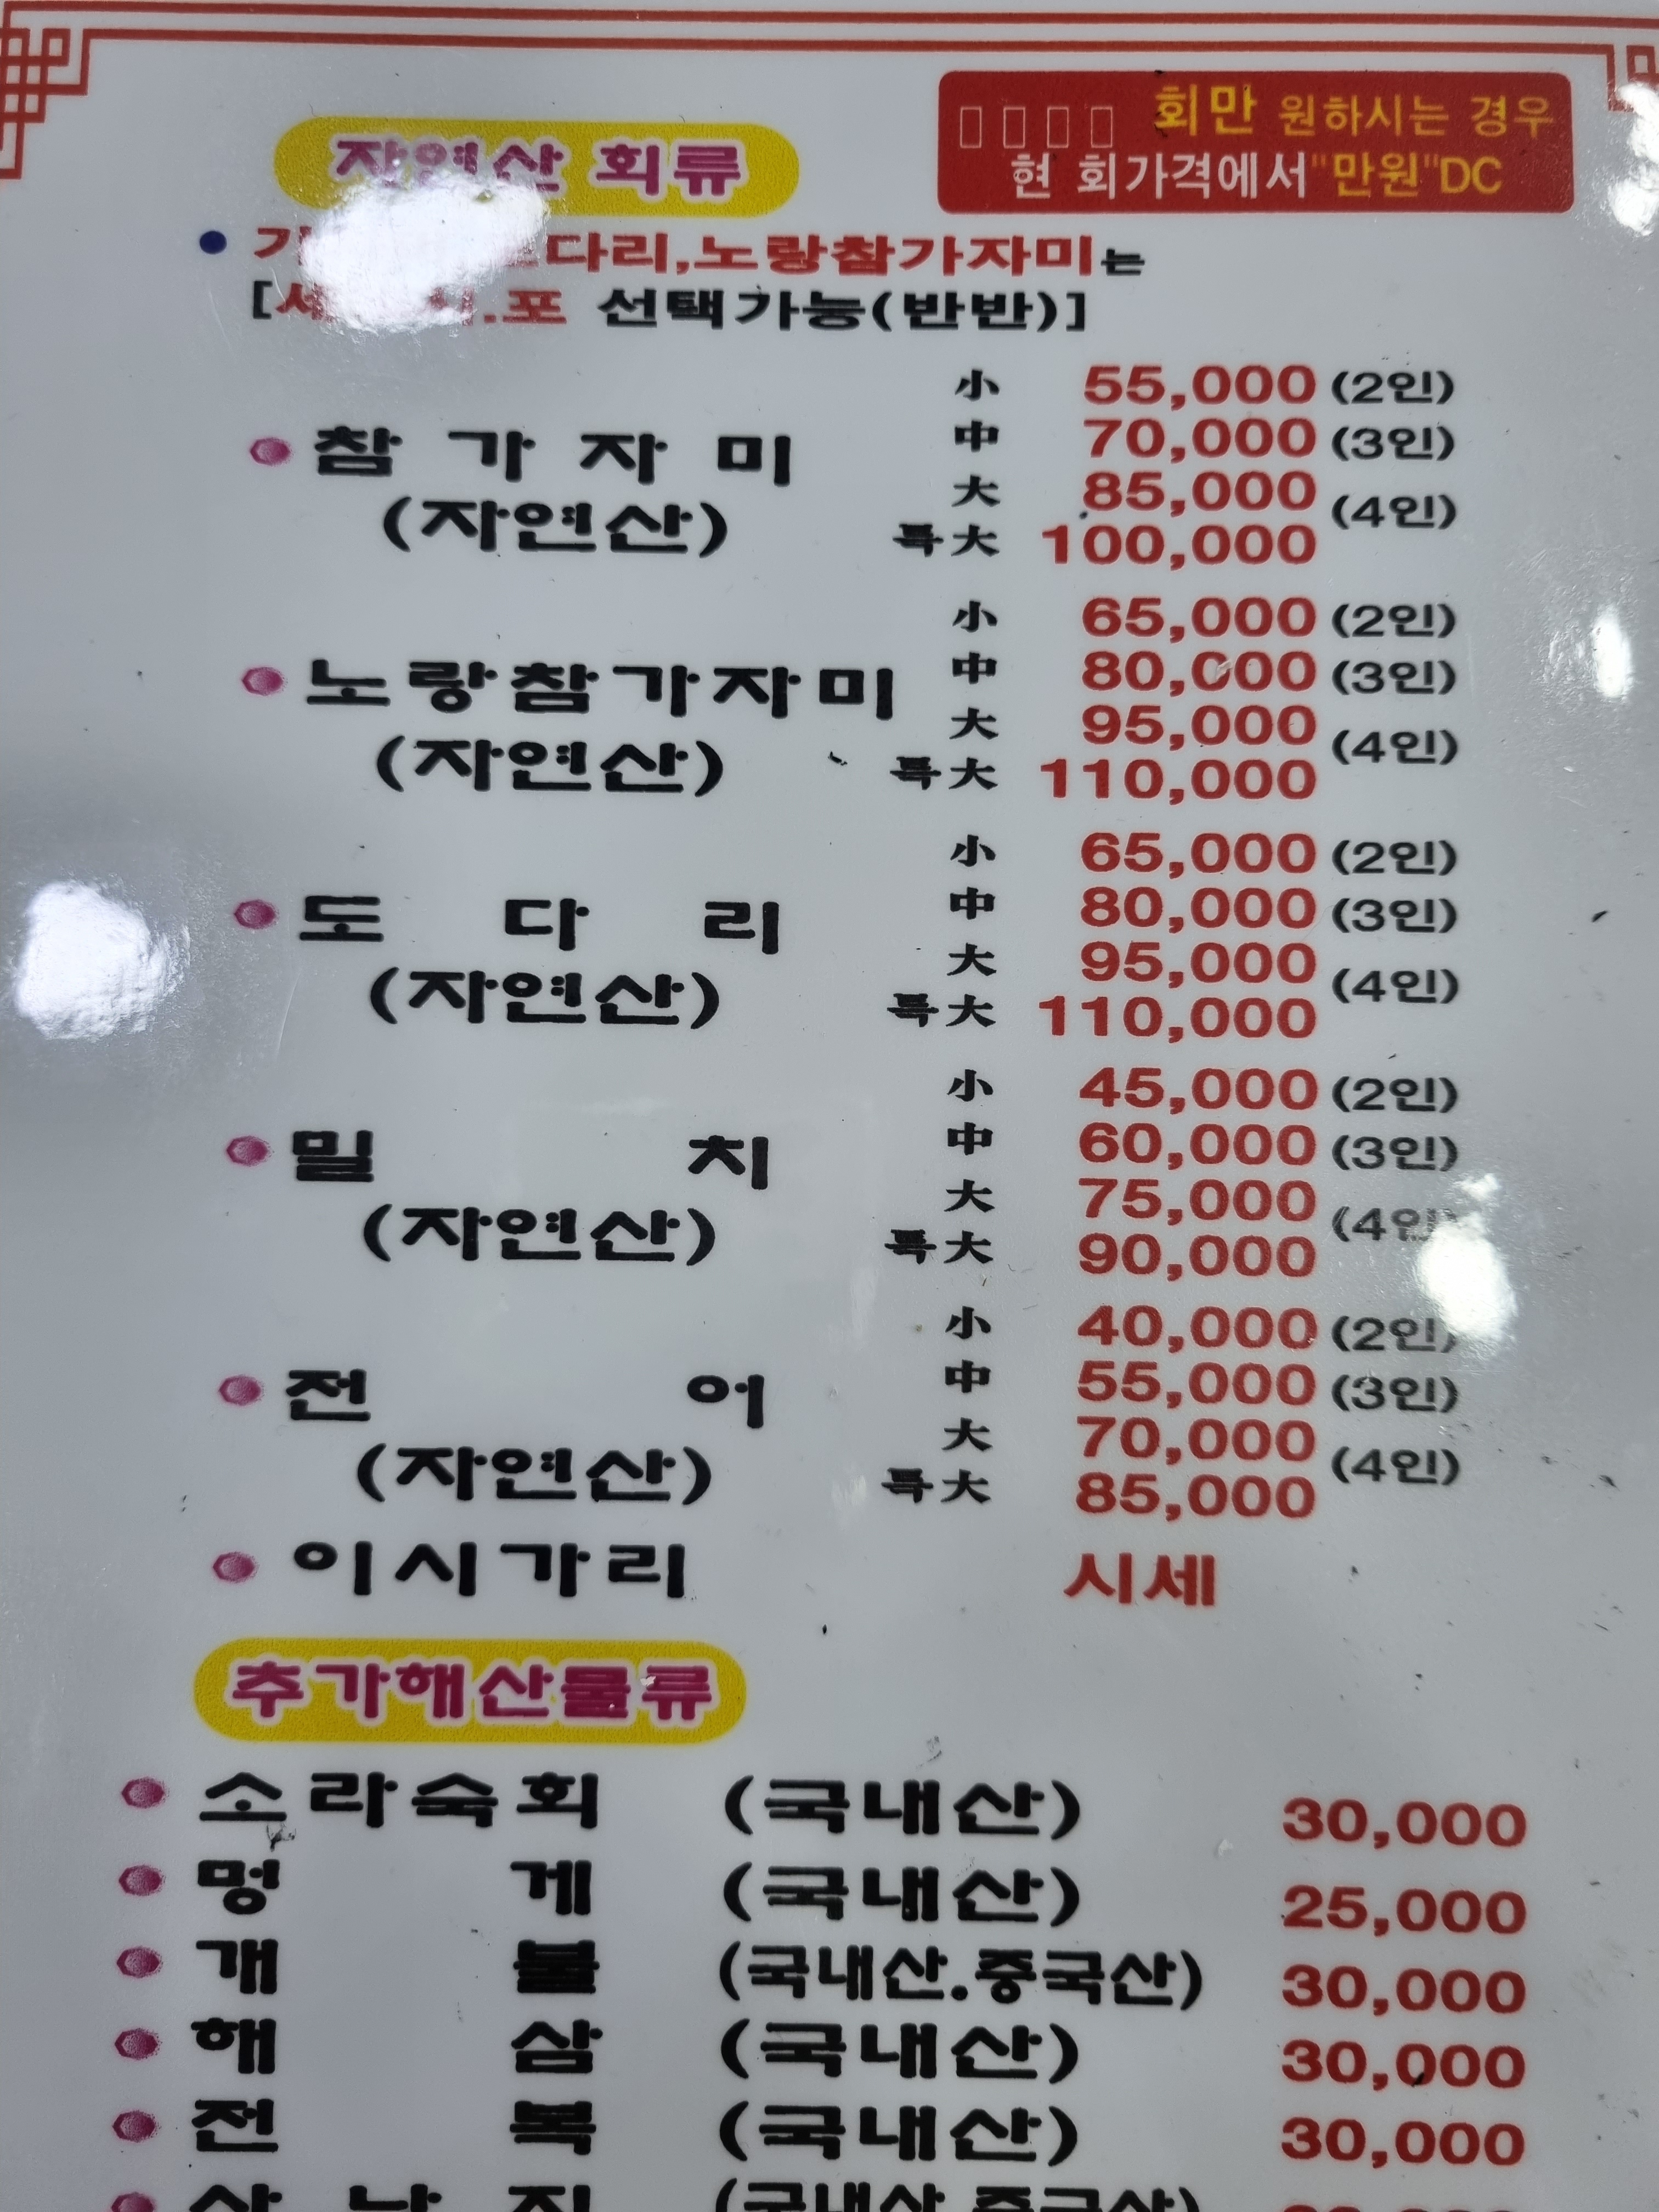 자연산 회류
회만 원하시는 경우
현 회가격에서"만원"DC
다리,노랑참가자미는
포 선택가능(반반)]
小 55,000 (2인)
참가자미 中 70,000 (3인)
大 85,000 (4인)
(자연산) 특大 100,000
小 65,000 (2인)
노랑참가자미 中 80,000 (3인)
大 95,000 (4인)
(자연산) 특大 110,000
小 65,000 (2인)
도다리 中 80,000 (3인)
大 95,000 (4인)
(자연산) 특大 110,000
小 45,000 (2인)
밀치 中 60,000 (3인)
大 75,000 (4인)
(자연산) 특大 90,000
小 40,000 (2인)
전어 中 55,000 (3인)
大 70,000 (4인)
(자연산) 특大 85,000
이시가리 시세
추가해산물류
소라숙회 (국내산) 30,000
멍게 (국내산) 25,000
개불 (국내산.중국산) 30,000
해삼 (국내산) 30,000
전복 (국내산) 30,000
(국내산.중국산)